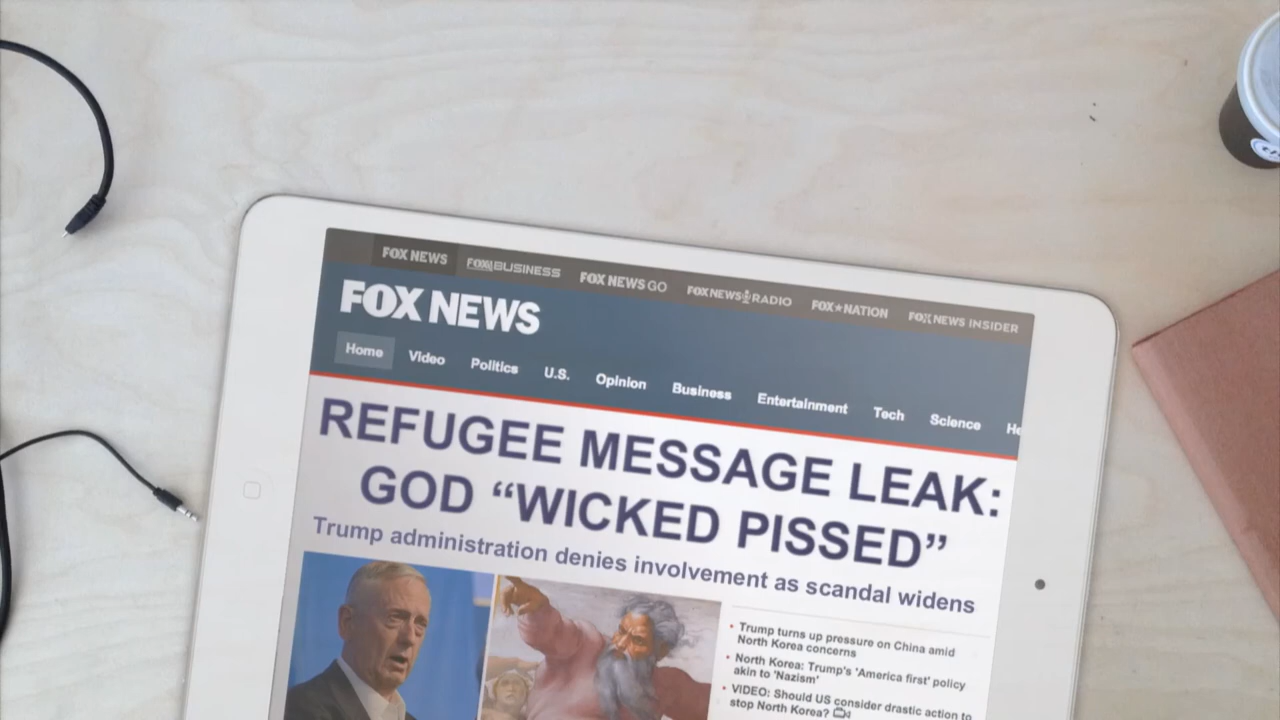 FOX NEWS
FOX BUSINESS
FOX NEWS GO
FOX NEWS RADIO
FOX★NATION
FOX NEWS INSIDER
FOX NEWS
Home
Video
Politics
U.S.
Opinion
Business
Entertainment
Tech
Science
He
REFUGEE MESSAGE LEAK:
GOD “WICKED PISSED”
Trump administration denies involvement as scandal widens
• Trump turns up pressure on China amid
North Korea concerns
• North Korea: Trump's 'America first' policy
akin to 'Nazism'
• VIDEO: Should US consider drastic action to
stop North Korea?